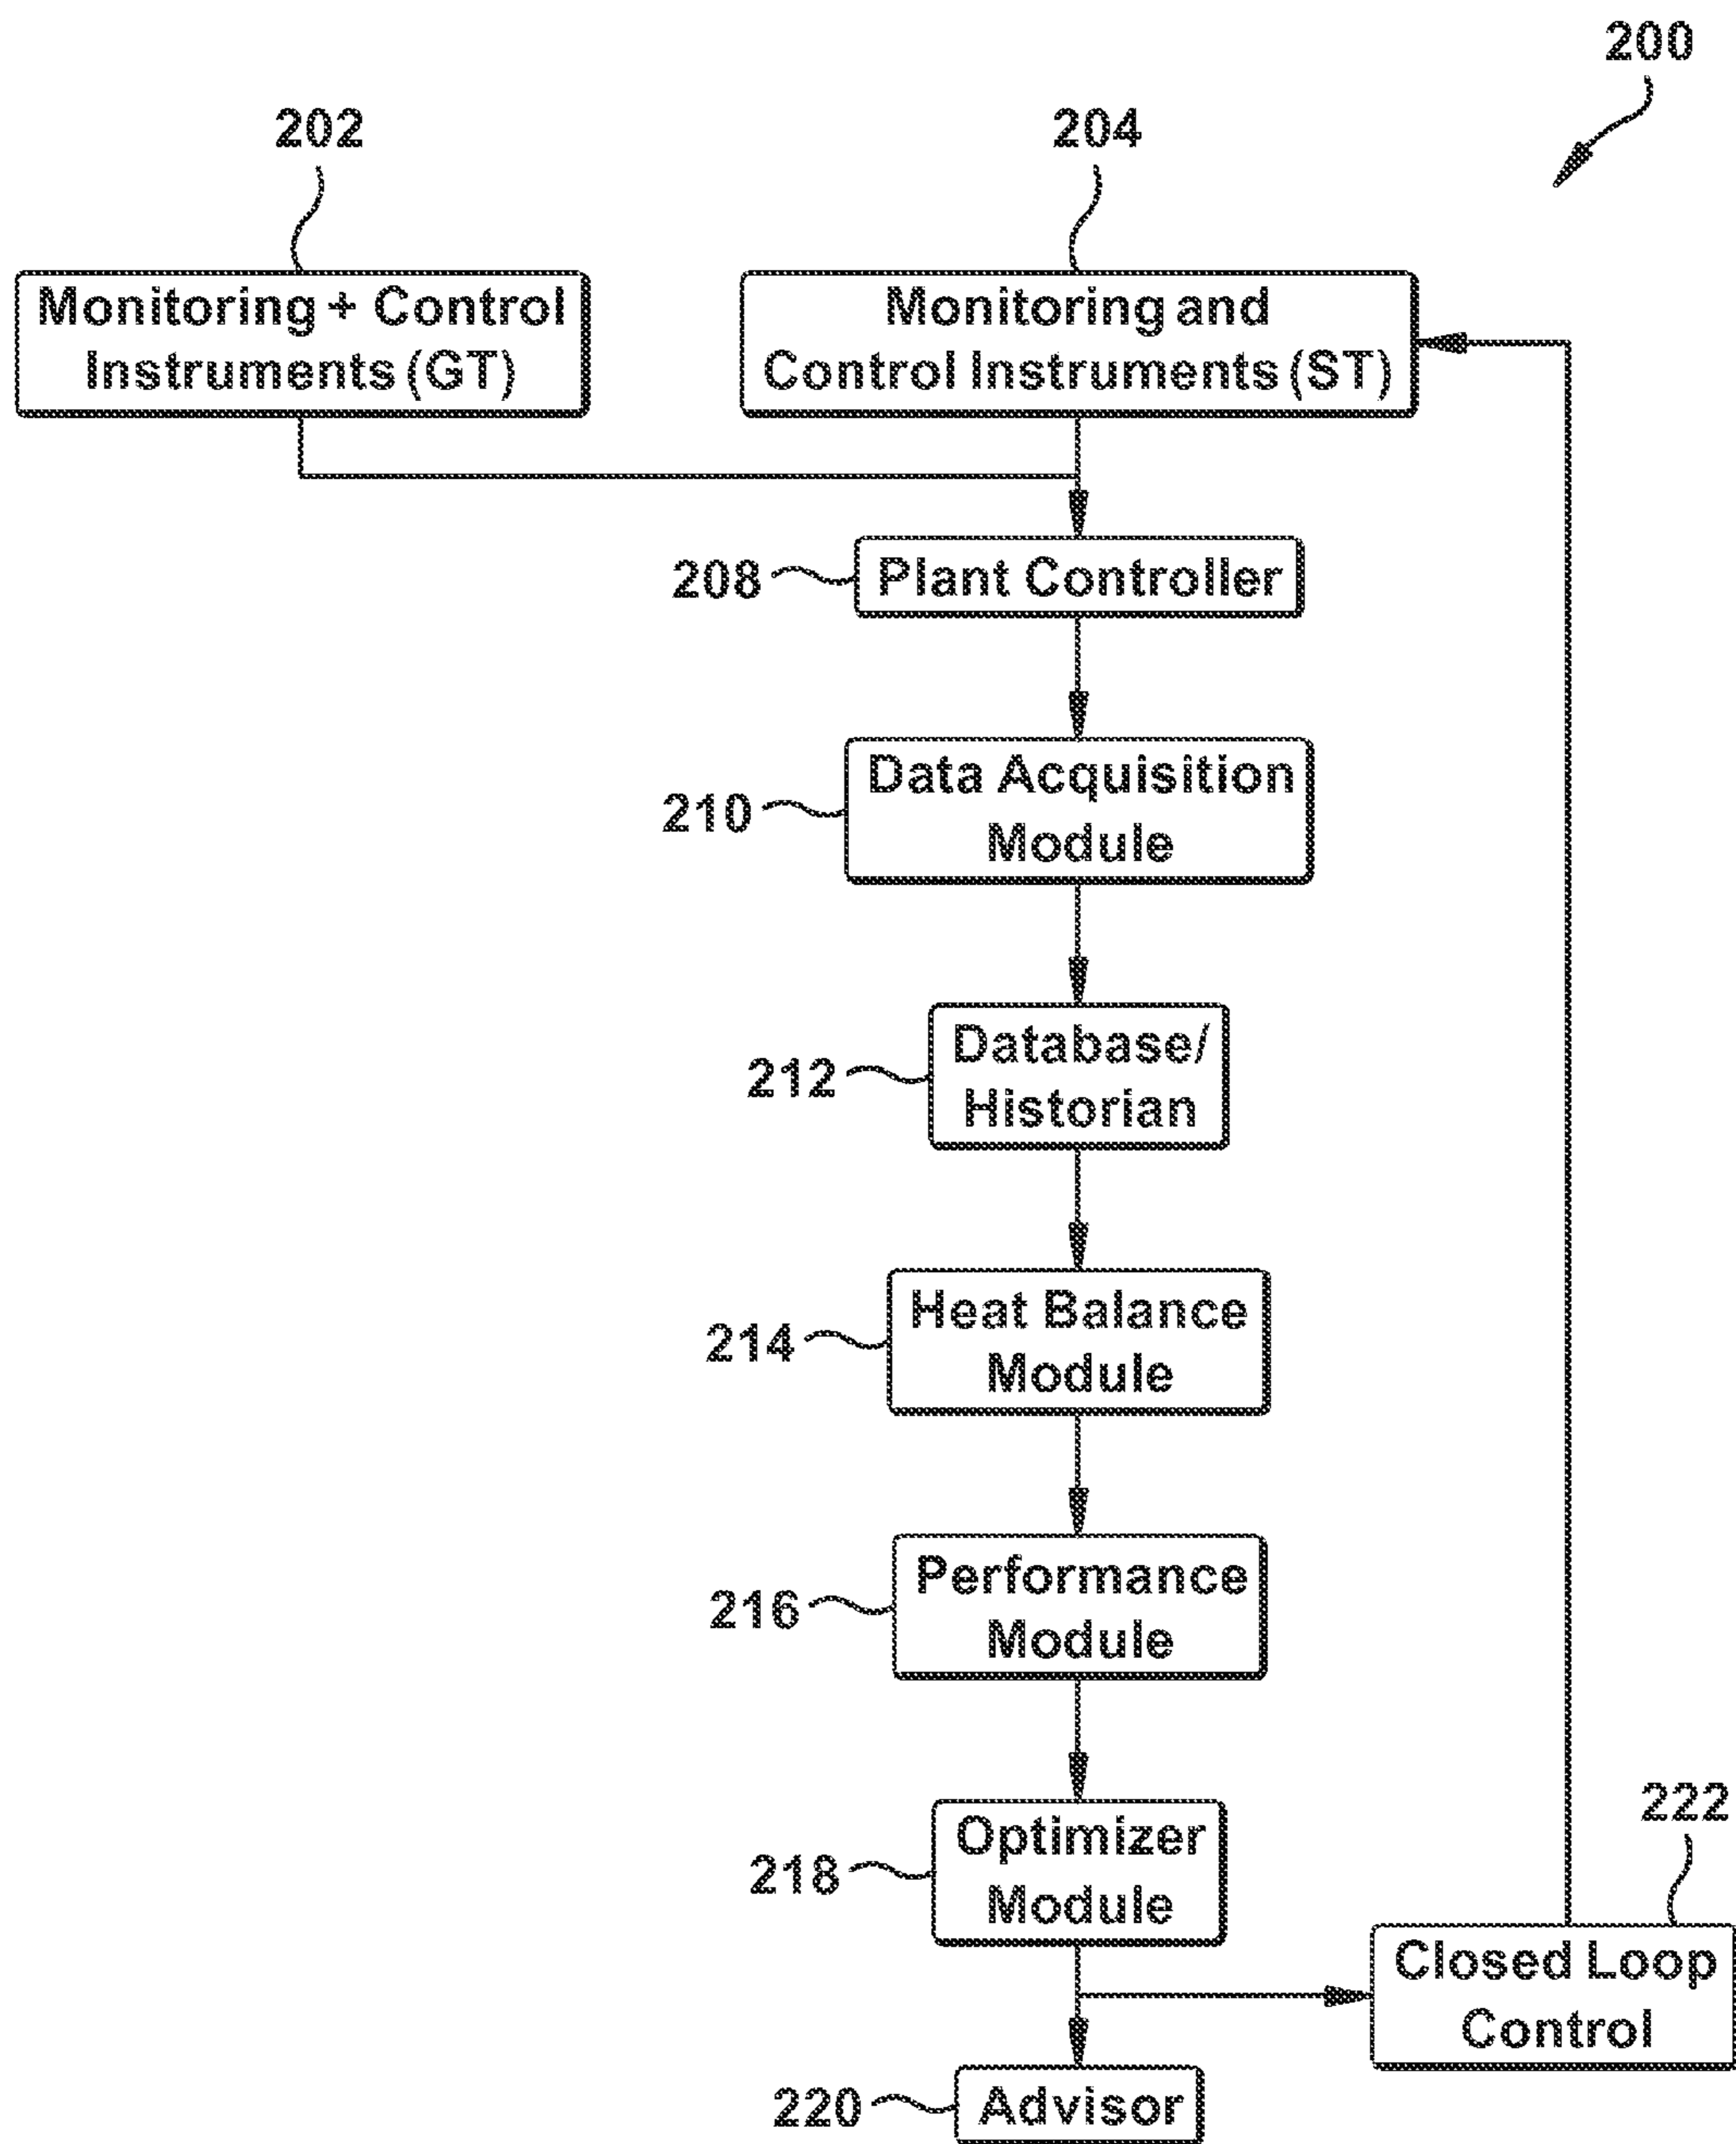 200
202
204
Monitoring + Control
Instruments (GT)
Monitoring and
Control Instruments (ST)
208
Plant Controller
210
Data Acquisition
Module
212
Database/
Historian
214
Heat Balance
Module
216
Performance
Module
218
Optimizer
Module
222
Closed Loop
Control
220
Advisor